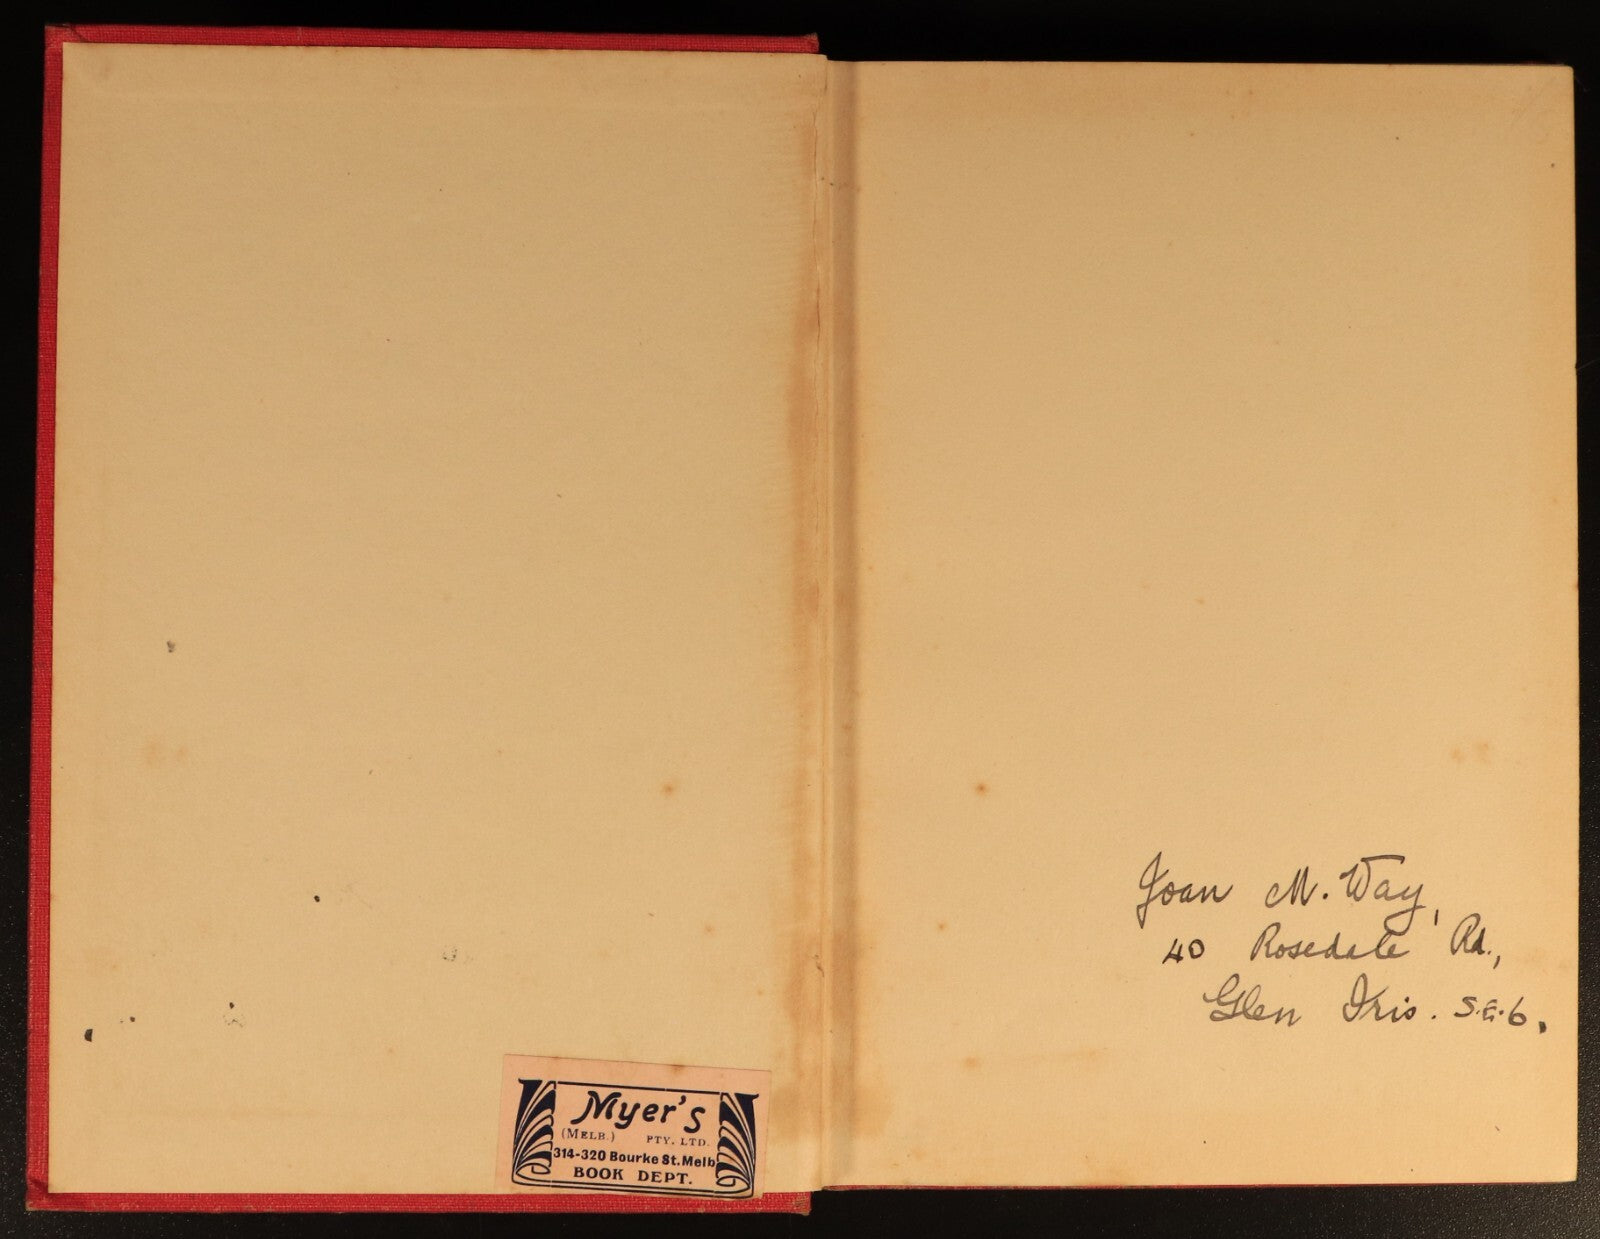 Myer's
(MELB.) PTY. LTD.
314-320 Bourke St. Melb
BOOK DEPT.
Joan M. Way,
40 Rosedale Rd.,
Glen Iris. S.E.6.